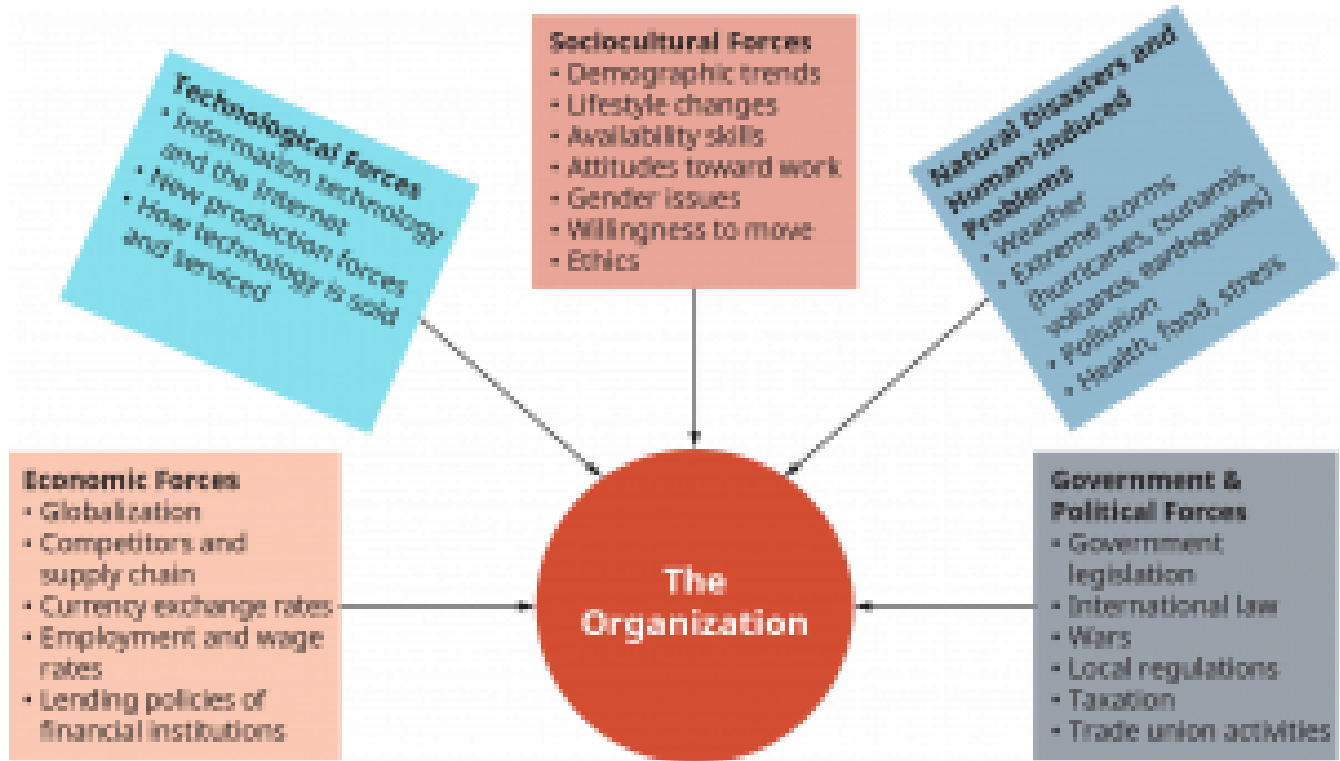 Technological Forces
• Information technology
and the Internet
• New production forces
• How technology is sold
and serviced
Sociocultural Forces
• Demographic trends
• Lifestyle changes
• Availability skills
• Attitudes toward work
• Gender issues
• Willingness to move
• Ethics
Natural Disasters and
Human-Induced
Problems
• Weather
• Extreme storms
(hurricanes, tsunamis,
volcanos, earthquakes)
• Pollution
• Health, food, stress
Economic Forces
• Globalization
• Competitors and
supply chain
• Currency exchange rates
• Employment and wage
rates
• Lending policies of
financial institutions
The
Organization
Government &
Political Forces
• Government
legislation
• International law
• Wars
• Local regulations
• Taxation
• Trade union activities